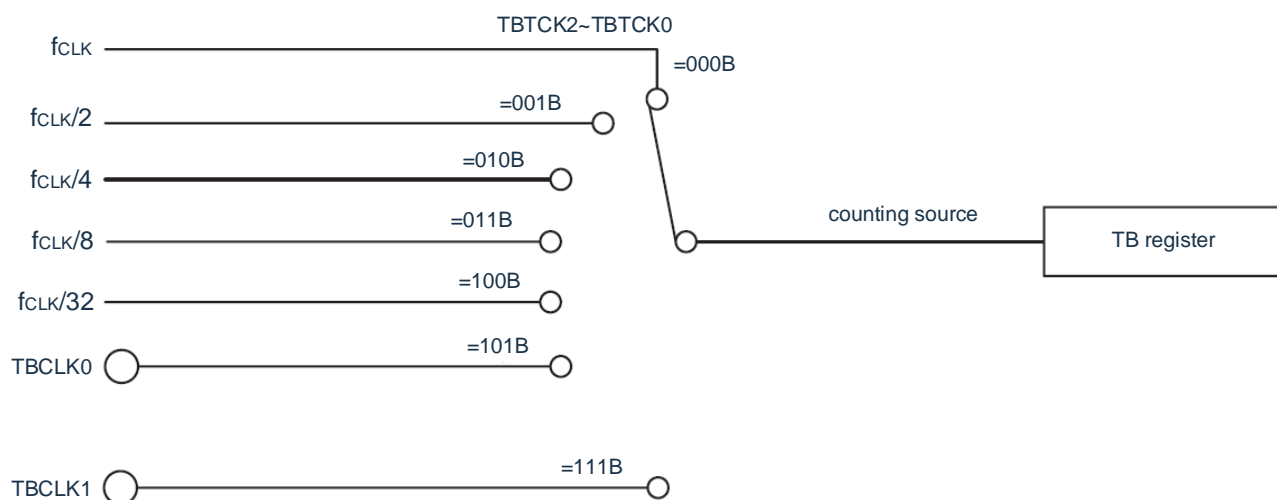 TBTCK2~TBTCK0
fCLK
=000B
=001B
fCLK/2
=010B
fCLK/4
=011B
counting source
fCLK/8
TB register
=100B
fCLK/32
=101B
TBCLK0
=111B
TBCLK1